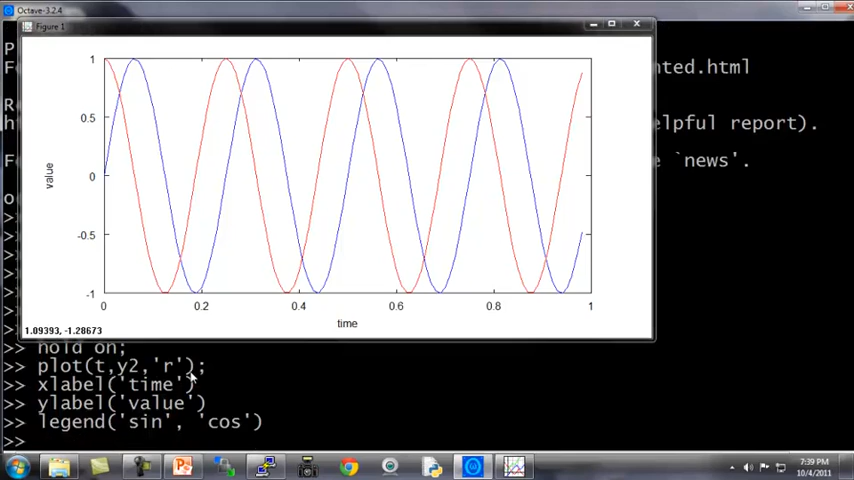 Octave-3.2.4
Figure 1
P
Fo nted.html
R
h elpful report).
Fo e `news'.
o
1
0.5
0
-0.5
-1
value
0 0.2 0.4 0.6 0.8 1
time
1.09393, -1.28673
>> hold on;
>> plot(t,y2,'r');
>> xlabel('time')
>> ylabel('value')
>> legend('sin', 'cos')
>>
7:39 PM
10/4/2011